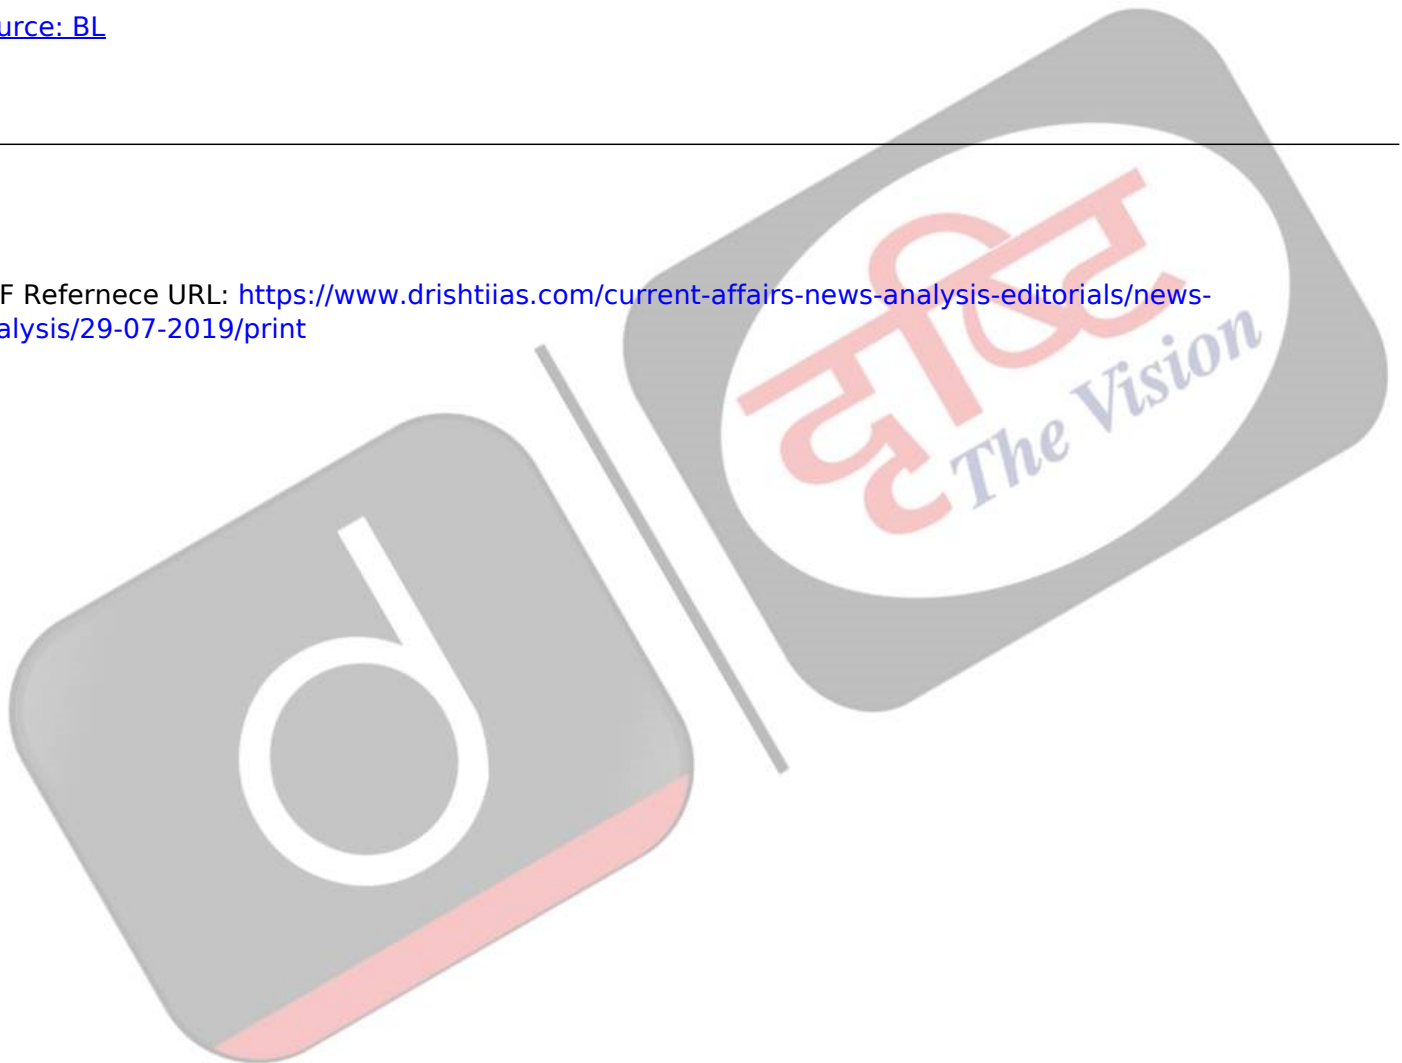 urce: BL
F Refernece URL: https://www.drishtiias.com/current-affairs-news-analysis-editorials/news-
alysis/29-07-2019/print
दृष्टि
The Vision
d